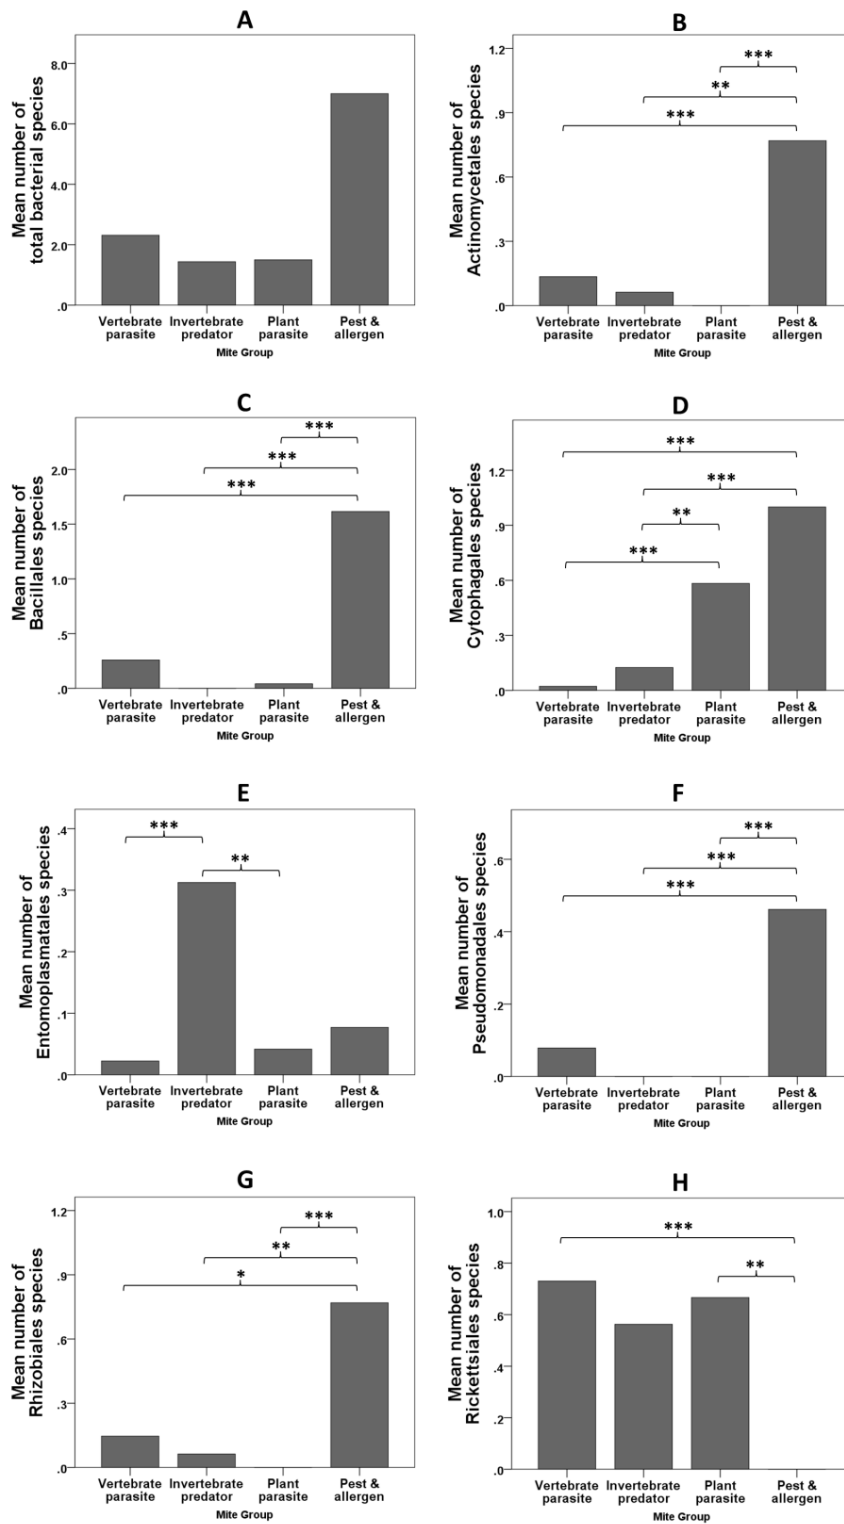 A
Mean number of
total bacterial species
8.0
6.0
4.0
2.0
.0
Vertebrate parasite
Invertebrate predator
Plant parasite
Pest & allergen
Mite Group
B
Mean number of
Actinomycetales species
1.2
.9
.6
.3
.0
***
**
***
Vertebrate parasite
Invertebrate predator
Plant parasite
Pest & allergen
Mite Group
C
Mean number of
Bacillales species
2.0
1.5
1.0
.5
.0
***
***
***
Vertebrate parasite
Invertebrate predator
Plant parasite
Pest & allergen
Mite Group
D
Mean number of
Cytophagales species
1.2
.9
.6
.3
.0
***
***
**
***
Vertebrate parasite
Invertebrate predator
Plant parasite
Pest & allergen
Mite Group
E
Mean number of
Entomoplasmatales species
.4
.3
.2
.1
.0
***
**
Vertebrate parasite
Invertebrate predator
Plant parasite
Pest & allergen
Mite Group
F
Mean number of
Pseudomonadales species
.6
.4
.2
.0
***
***
***
Vertebrate parasite
Invertebrate predator
Plant parasite
Pest & allergen
Mite Group
G
Mean number of
Rhizobiales species
1.2
.9
.6
.3
.0
***
**
*
Vertebrate parasite
Invertebrate predator
Plant parasite
Pest & allergen
Mite Group
H
Mean number of
Rickettsiales species
1.0
0.8
0.6
0.4
0.2
.0
***
**
Vertebrate parasite
Invertebrate predator
Plant parasite
Pest & allergen
Mite Group